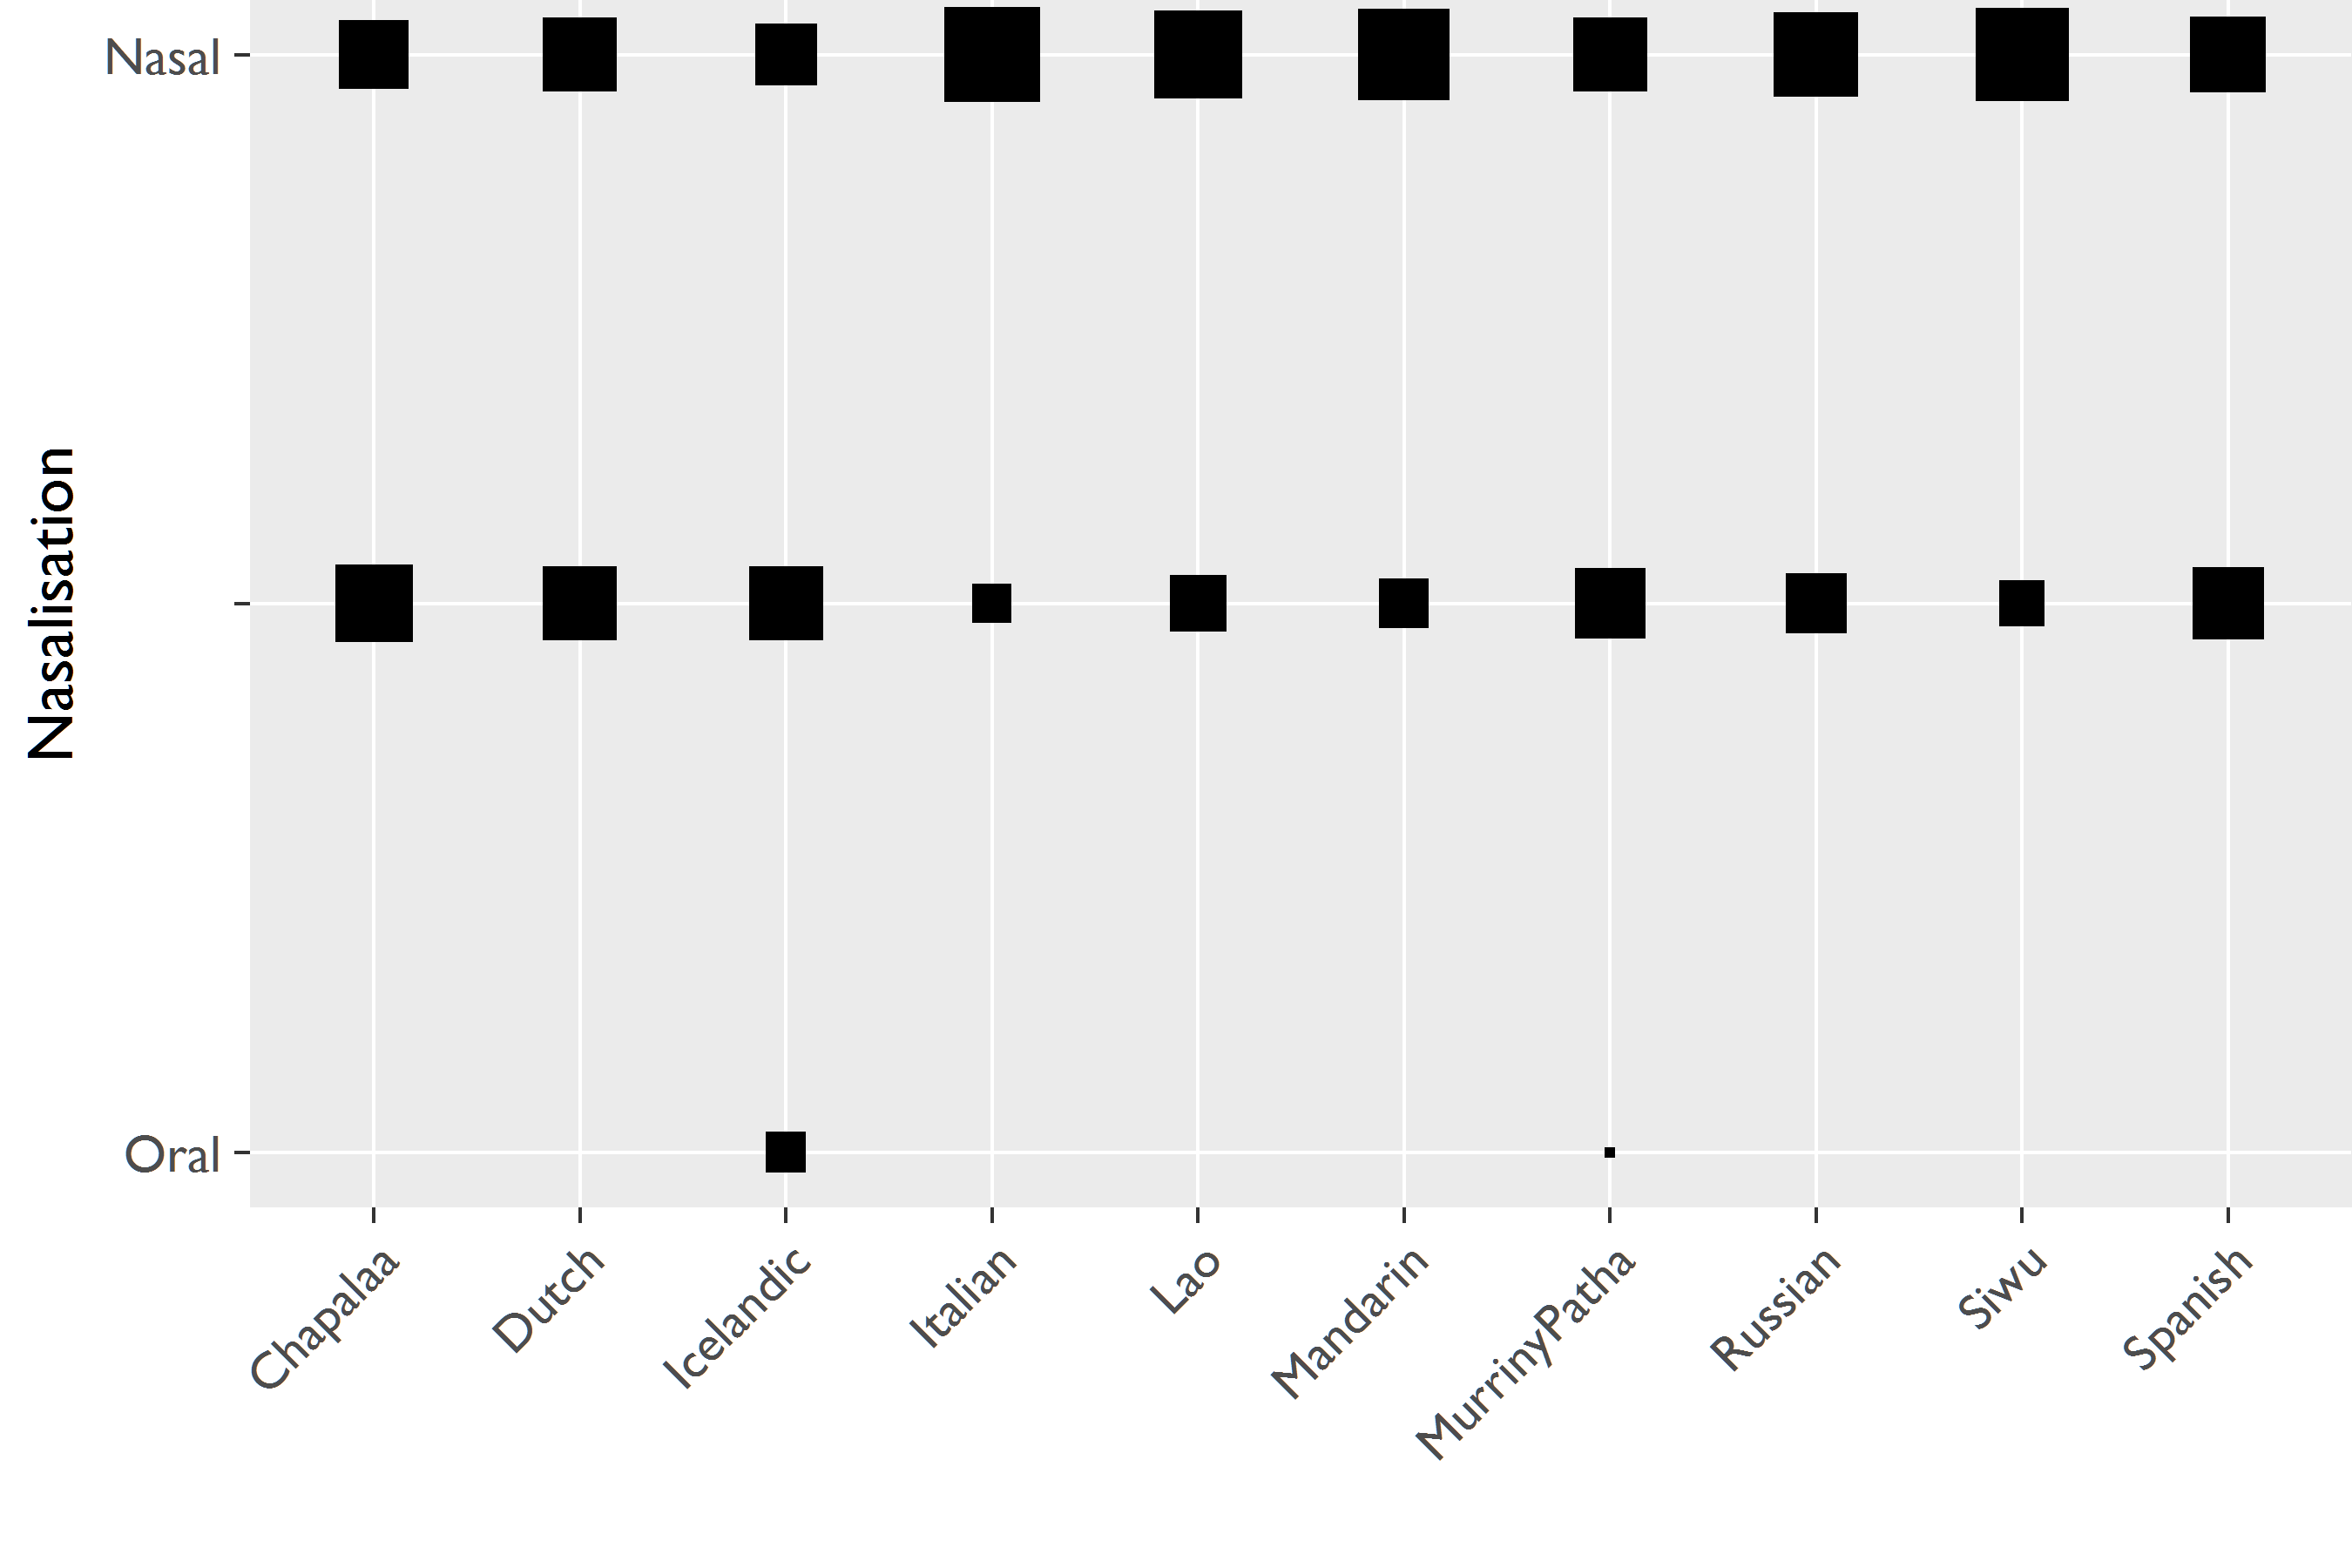 Nasal
Nasalisation
Oral
Chapalaa
Dutch
Icelandic
Italian
Lao
Mandarin
MurrinyPatha
Russian
Siwu
Spanish